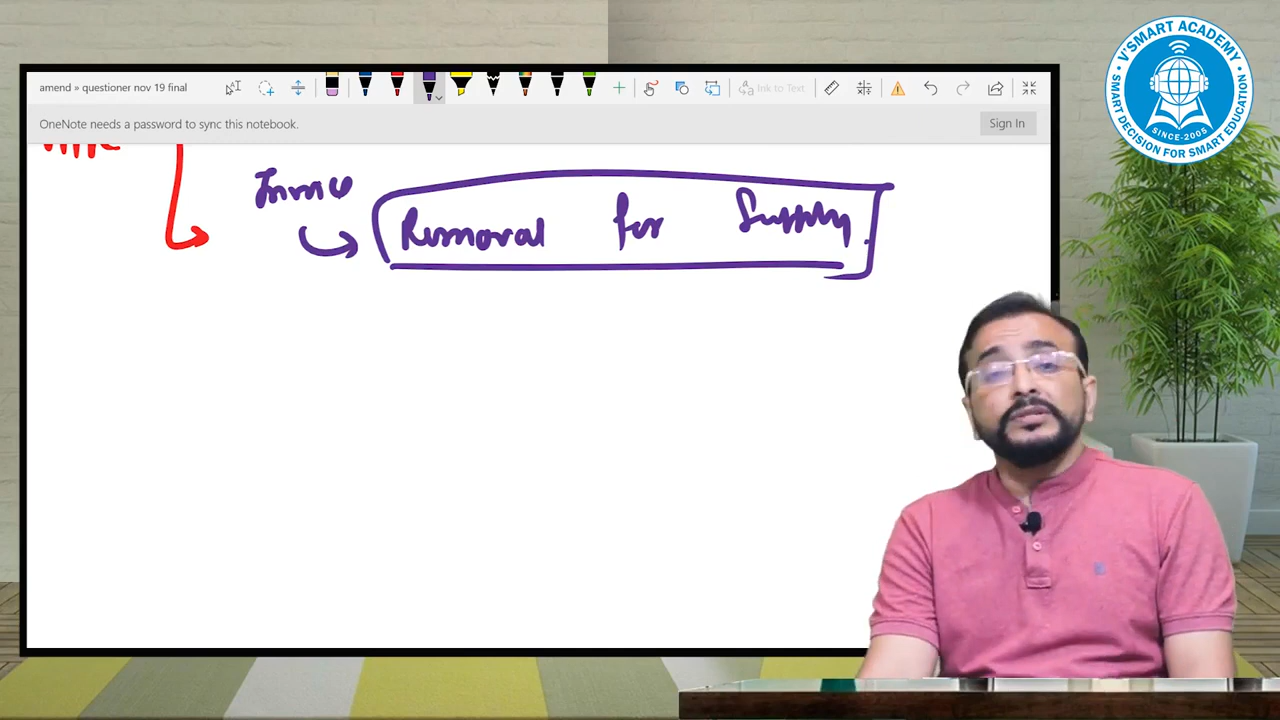 V'SMART ACADEMY
SMART DECISION FOR SMART EDUCATION
SINCE-2005
amend » questioner nov 19 final
Ink to Text
OneNote needs a password to sync this notebook.
Sign In
Removal for Supply